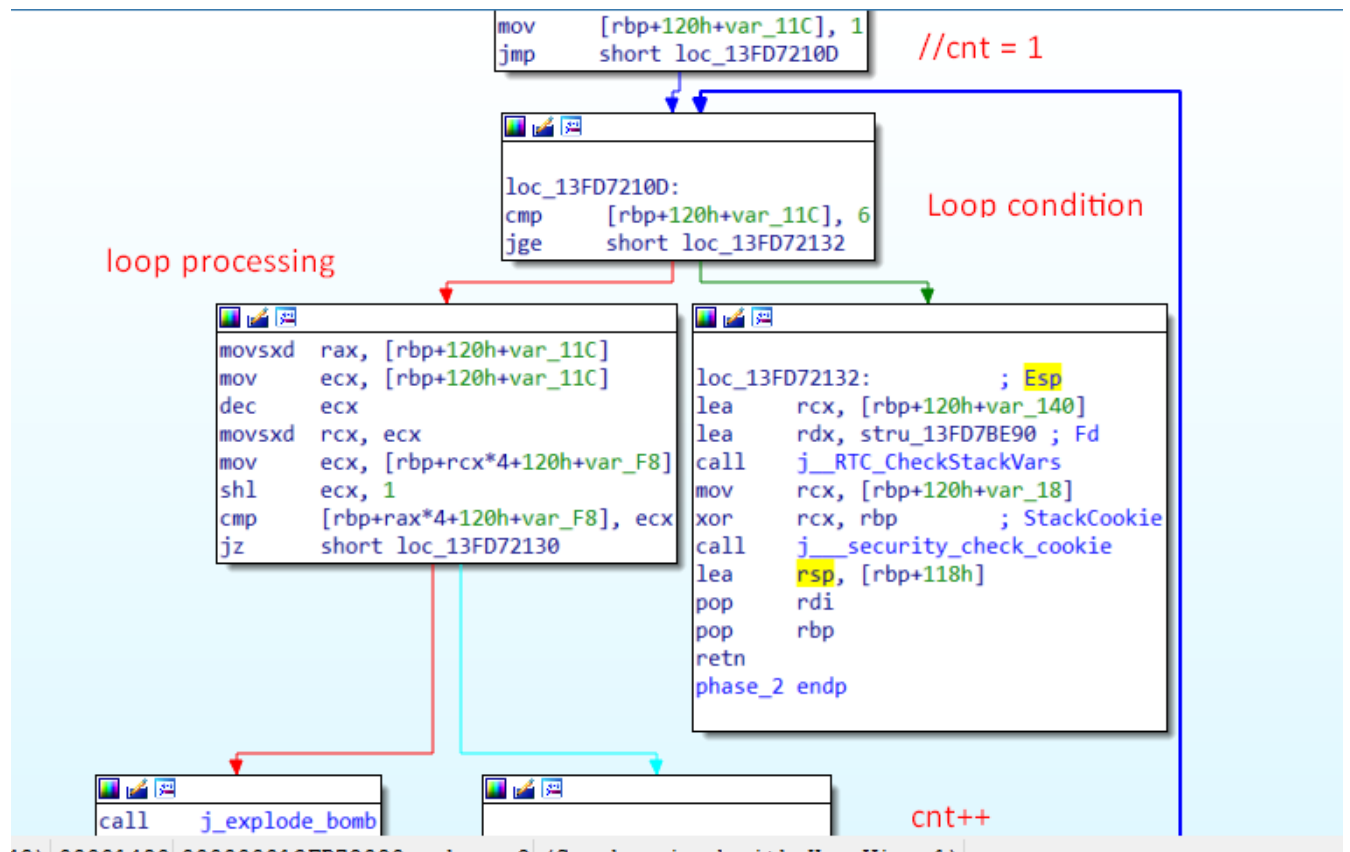 mov [rbp+120h+var_11C], 1
jmp short loc_13FD7210D
//cnt = 1
loc_13FD7210D:
cmp [rbp+120h+var_11C], 6
jge short loc_13FD72132
Loop condition
loop processing
movsxd rax, [rbp+120h+var_11C]
mov ecx, [rbp+120h+var_11C]
dec ecx
movsxd rcx, ecx
mov ecx, [rbp+rcx*4+120h+var_F8]
shl ecx, 1
cmp [rbp+rax*4+120h+var_F8], ecx
jz short loc_13FD72130
loc_13FD72132: ; Esp
lea rcx, [rbp+120h+var_140]
lea rdx, stru_13FD7BE90 ; Fd
call j__RTC_CheckStackVars
mov rcx, [rbp+120h+var_18]
xor rcx, rbp ; StackCookie
call j___security_check_cookie
lea rsp, [rbp+118h]
pop rdi
pop rbp
retn
phase_2 endp
call j_explode_bomb
cnt++